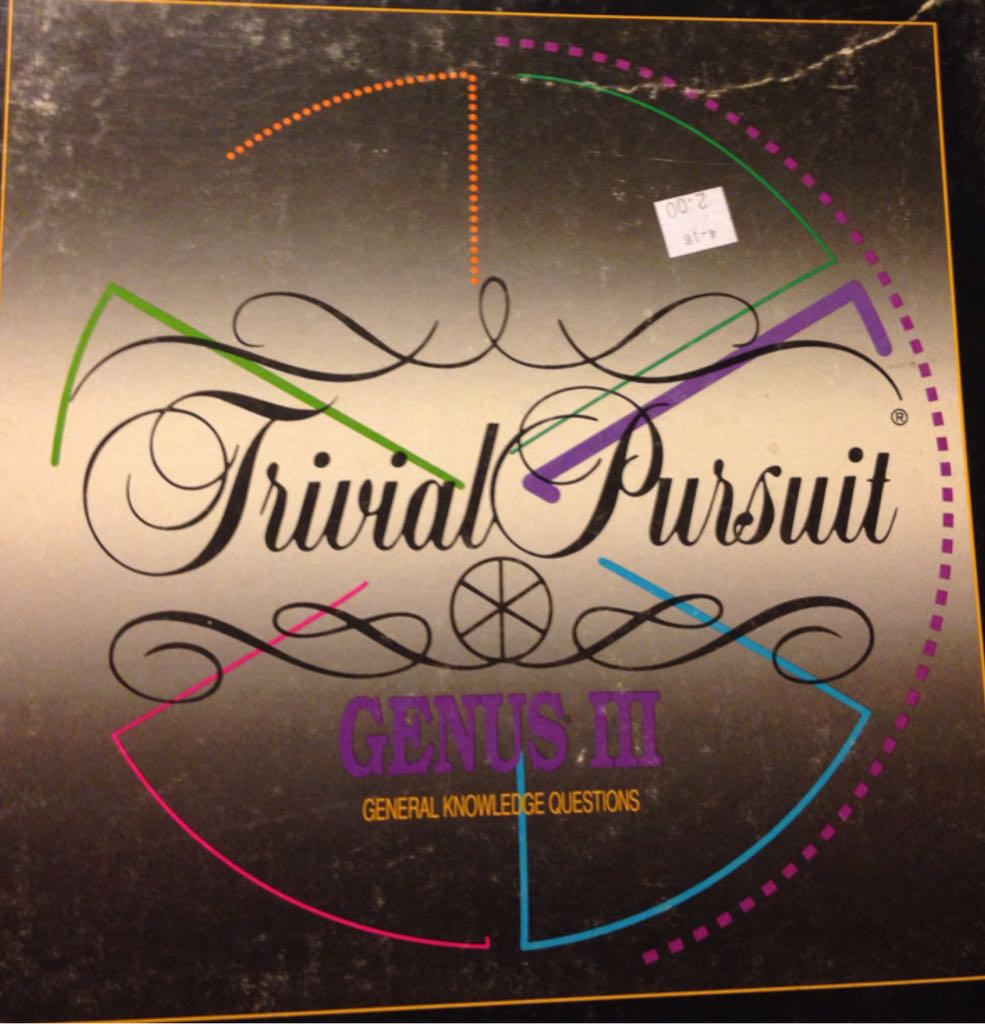 2.00
4-16
Trivial Pursuit ®
GENUS III
GENERAL KNOWLEDGE QUESTIONS